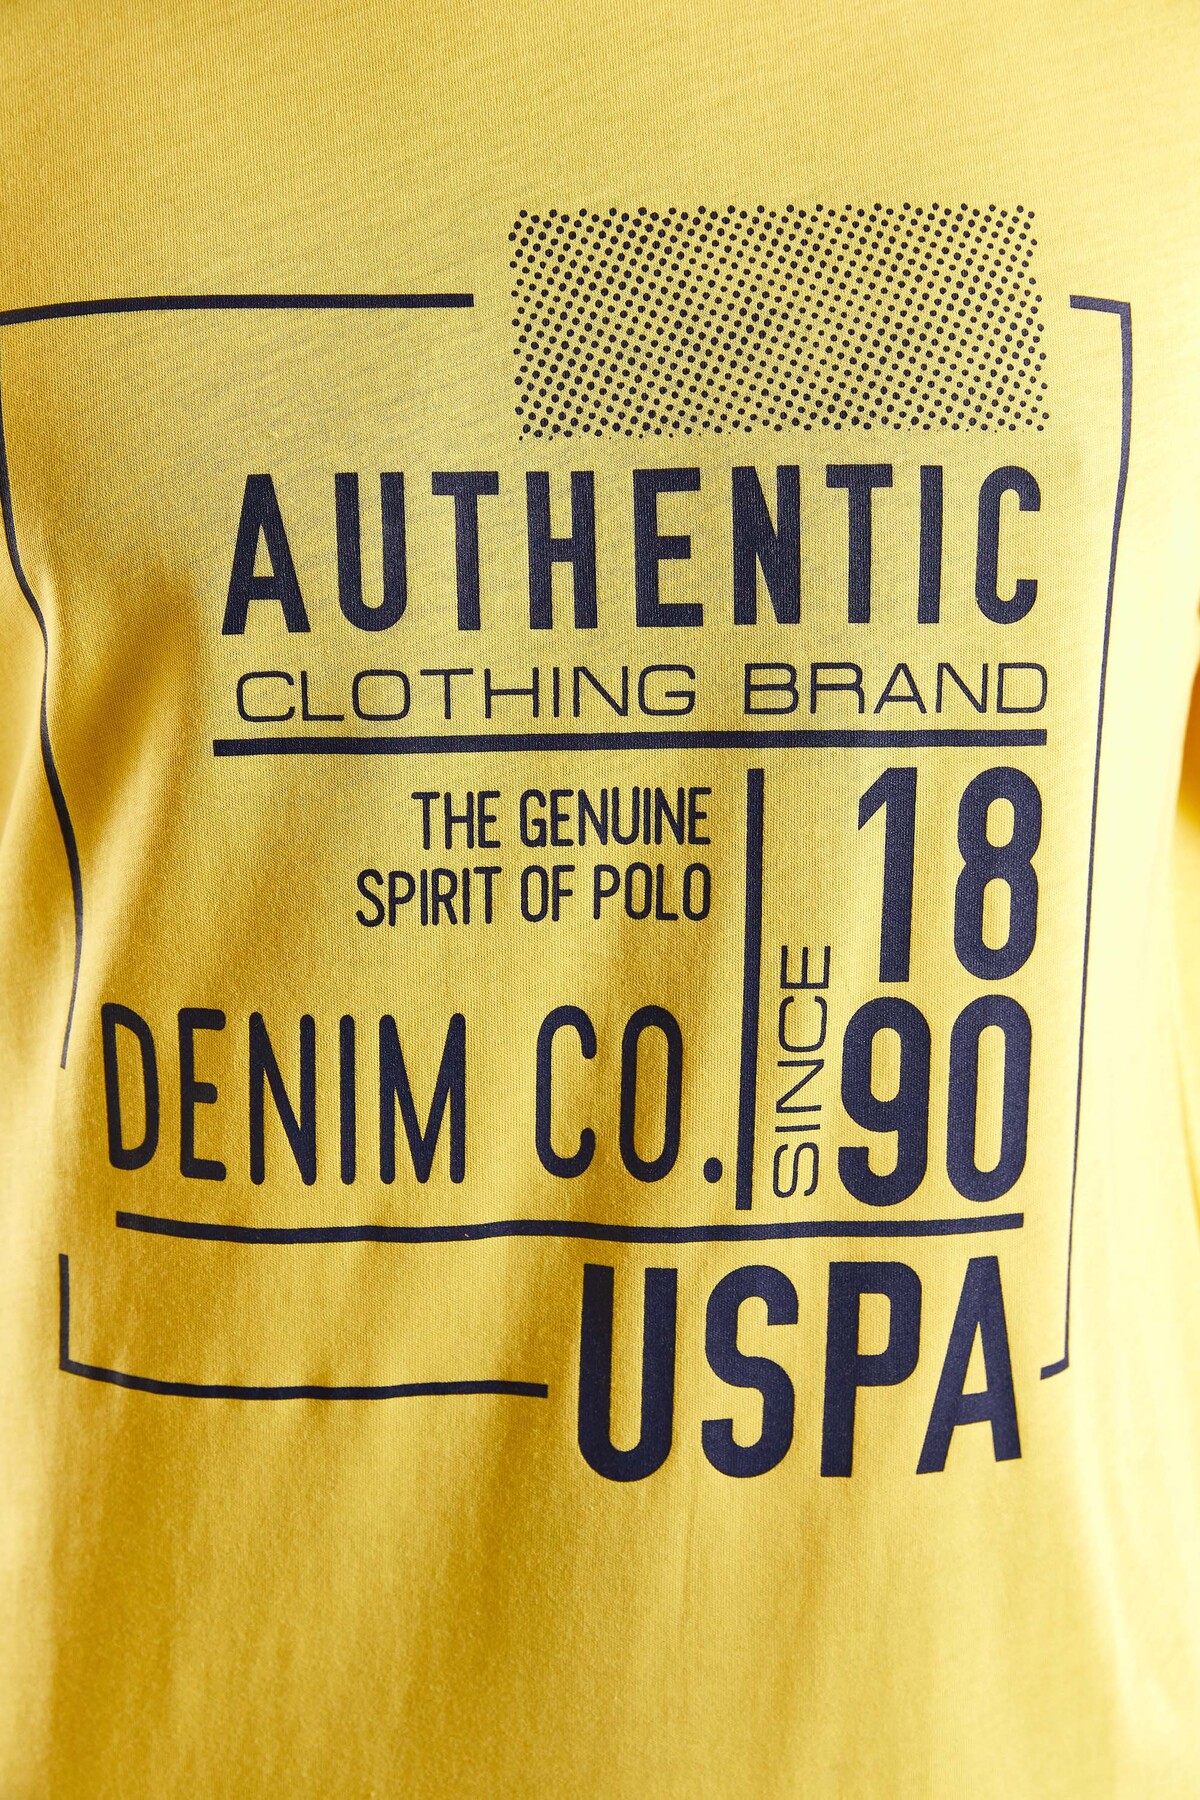 AUTHENTIC
CLOTHING BRAND
THE GENUINE
SPIRIT OF POLO
DENIM CO.
SINCE
18
90
USPA